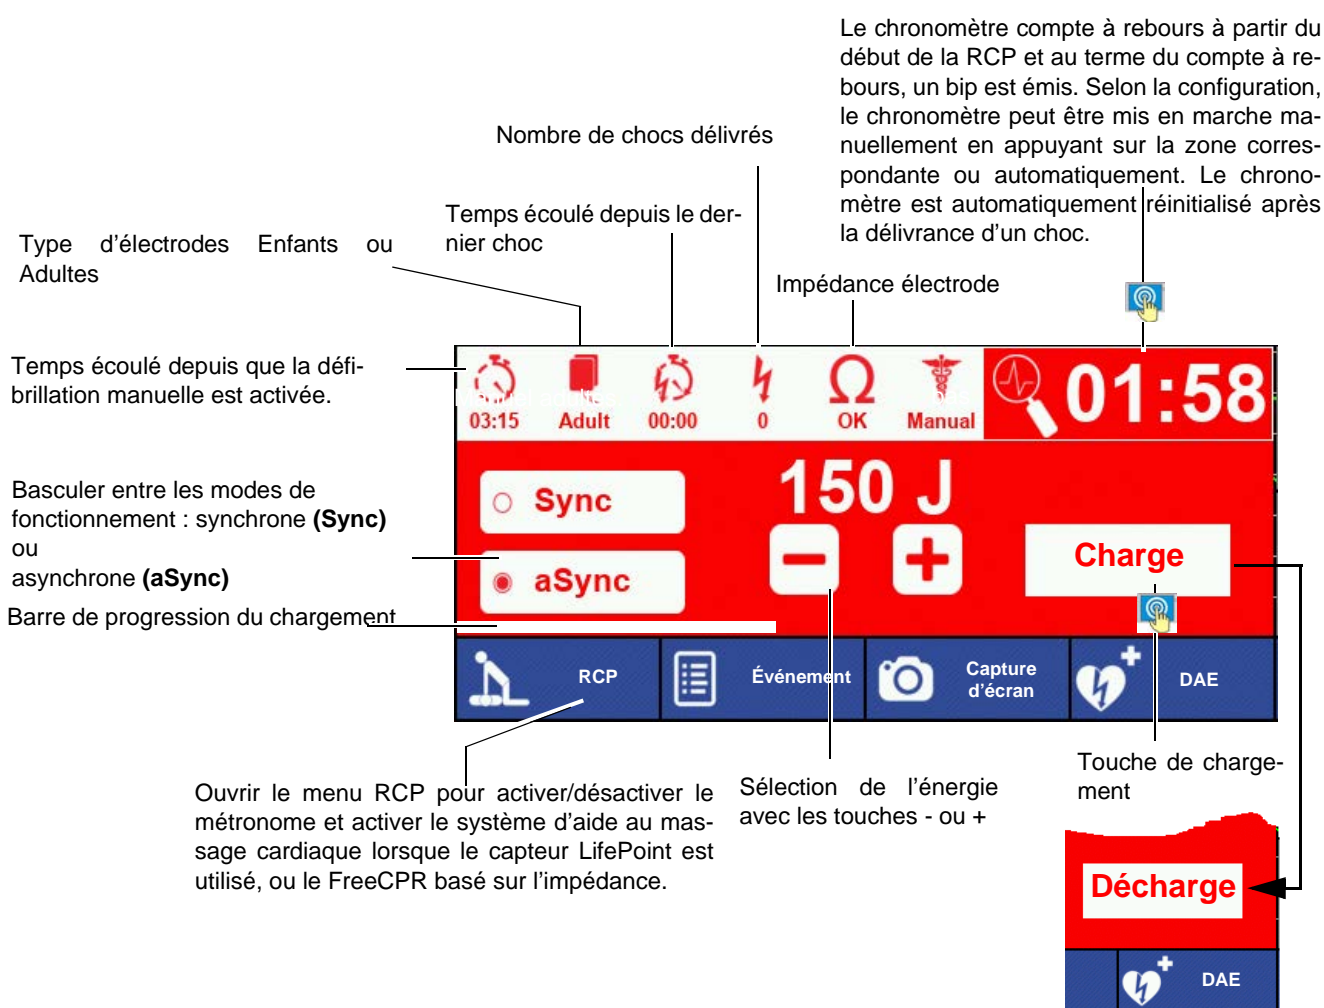 Le chronomètre compte à rebours à partir du
début de la RCP et au terme du compte à re-
bours, un bip est émis. Selon la configuration,
le chronomètre peut être mis en marche ma-
nuellement en appuyant sur la zone corres-
pondante ou automatiquement. Le chrono-
mètre est automatiquement réinitialisé après
la délivrance d'un choc.
Nombre de chocs délivrés
Temps écoulé depuis le der-
nier choc
Type d'électrodes Enfants ou
Adultes
Impédance électrode
Temps écoulé depuis que la défi-
brillation manuelle est activée.
03:15
Adult
00:00
0
OK
Manual
01:58
Basculer entre les modes de
fonctionnement : synchrone (Sync)
ou
asynchrone (aSync)
Barre de progression du chargement
Sync
aSync
150 J
Charge
RCP
Événement
Capture
d'écran
DAE
Ouvrir le menu RCP pour activer/désactiver le
métronome et activer le système d'aide au mas-
sage cardiaque lorsque le capteur LifePoint est
utilisé, ou le FreeCPR basé sur l'impédance.
Sélection de l'énergie
avec les touches - ou +
Touche de charge-
ment
Décharge
DAE